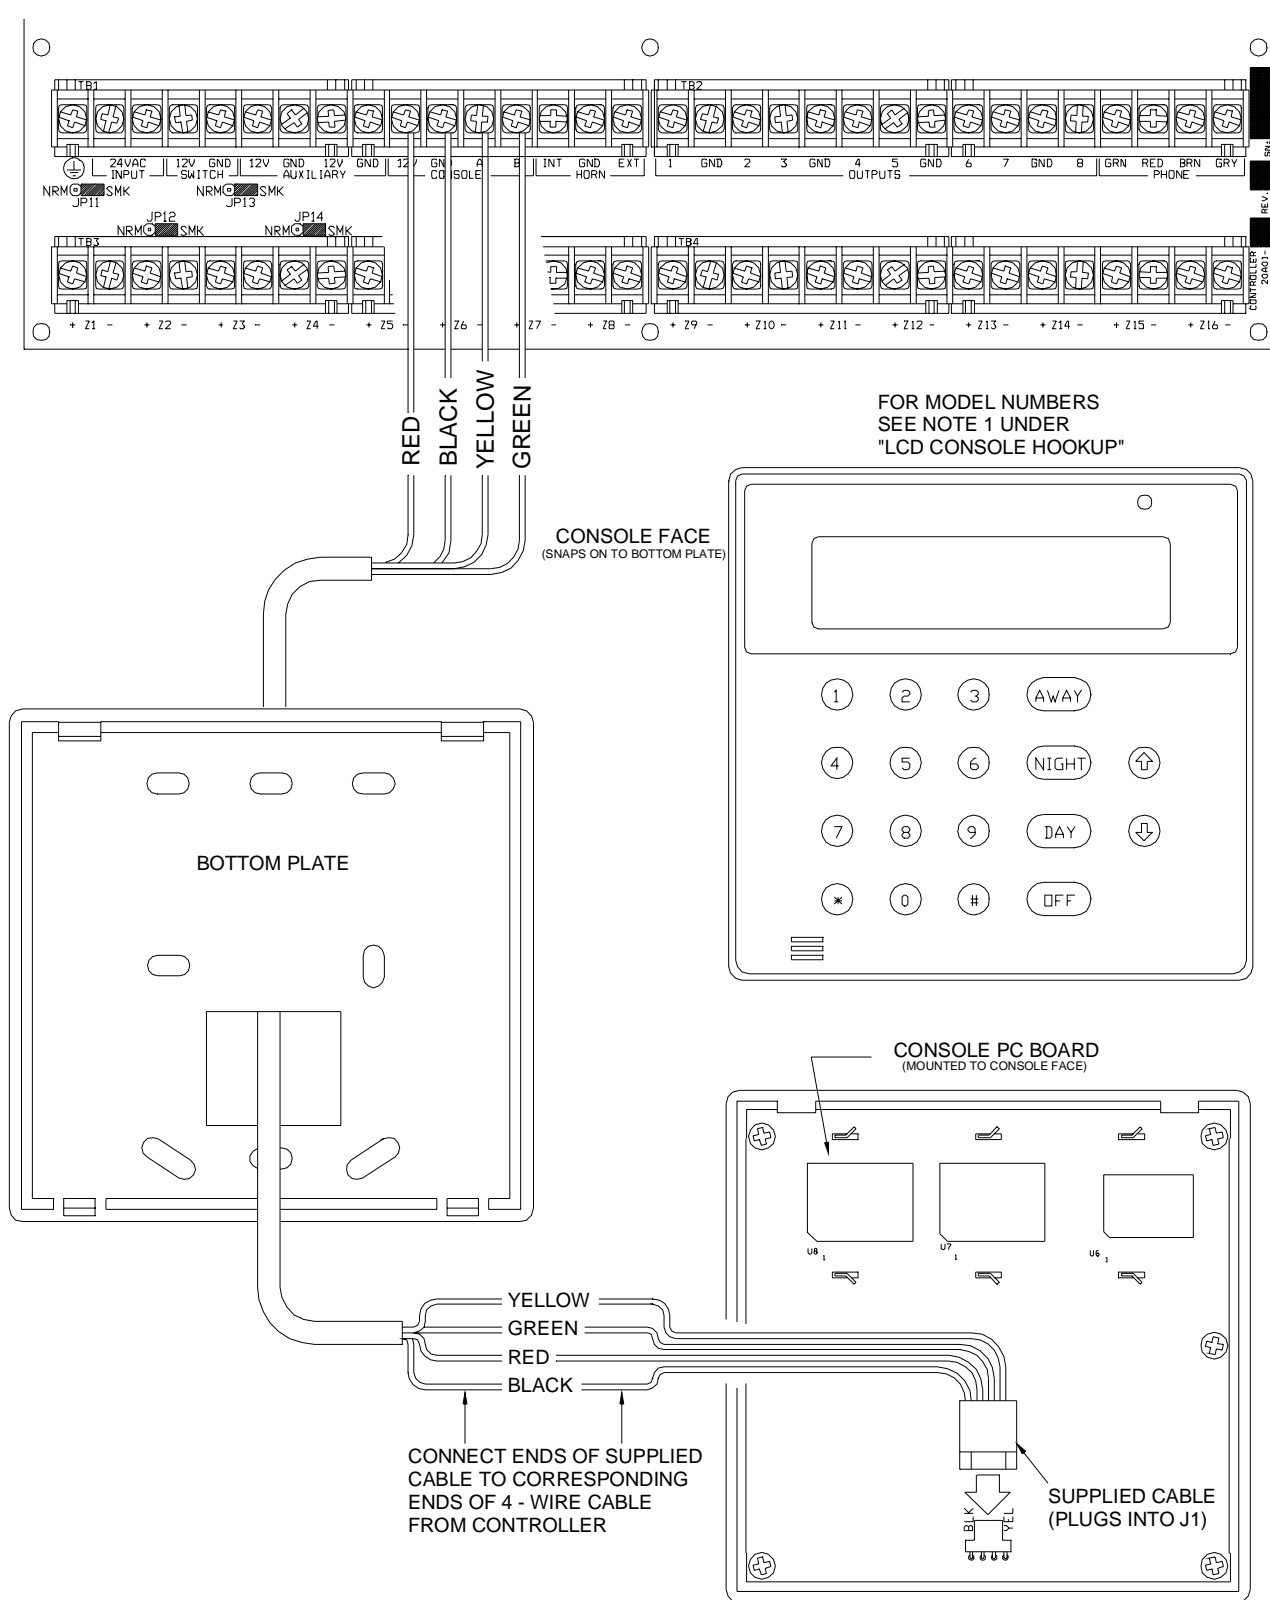 TB1
TB2
24VAC 12V GND 12V GND 12V GND 12V GND A B INT GND EXT 1 GND 2 3 GND 4 5 GND 6 7 GND 8 GRN RED BRN GRY
INPUT SWITCH AUXILIARY CONSOLE HORN OUTPUTS PHONE
SN:
NRM SMK NRM SMK
JP11 JP13
REV.
JP12 JP14
NRM SMK NRM SMK
TB3
TB4
CONTROLLER
20A01-
+ Z1 - + Z2 - + Z3 - + Z4 - + Z5 - + Z6 - + Z7 - + Z8 - + Z9 - + Z10 - + Z11 - + Z12 - + Z13 - + Z14 - + Z15 - + Z16 -
RED
BLACK
YELLOW
GREEN
FOR MODEL NUMBERS
SEE NOTE 1 UNDER
"LCD CONSOLE HOOKUP"
CONSOLE FACE
(SNAPS ON TO BOTTOM PLATE)
1 2 3 AWAY
4 5 6 NIGHT
7 8 9 DAY
* 0 # OFF
BOTTOM PLATE
CONSOLE PC BOARD
(MOUNTED TO CONSOLE FACE)
U8 1
U7 1
U6 1
YELLOW
GREEN
RED
BLACK
CONNECT ENDS OF SUPPLIED
CABLE TO CORRESPONDING
ENDS OF 4 - WIRE CABLE
FROM CONTROLLER
SUPPLIED CABLE
(PLUGS INTO J1)
BLK
YEL